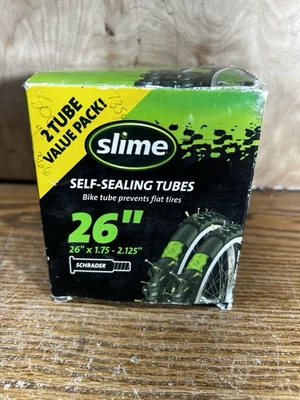 2 TUBE
VALUE PACK!
slime
SELF-SEALING TUBES
Bike tube prevents flat tires
26"
26" x 1.75 - 2.125"
SCHRADER